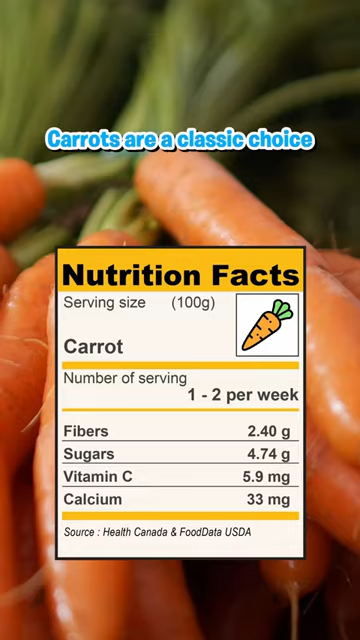 Carrots are a classic choice
Nutrition Facts
Serving size (100g)
Carrot
Number of serving
1 - 2 per week
Fibers 2.40 g
Sugars 4.74 g
Vitamin C 5.9 mg
Calcium 33 mg
Source : Health Canada & FoodData USDA